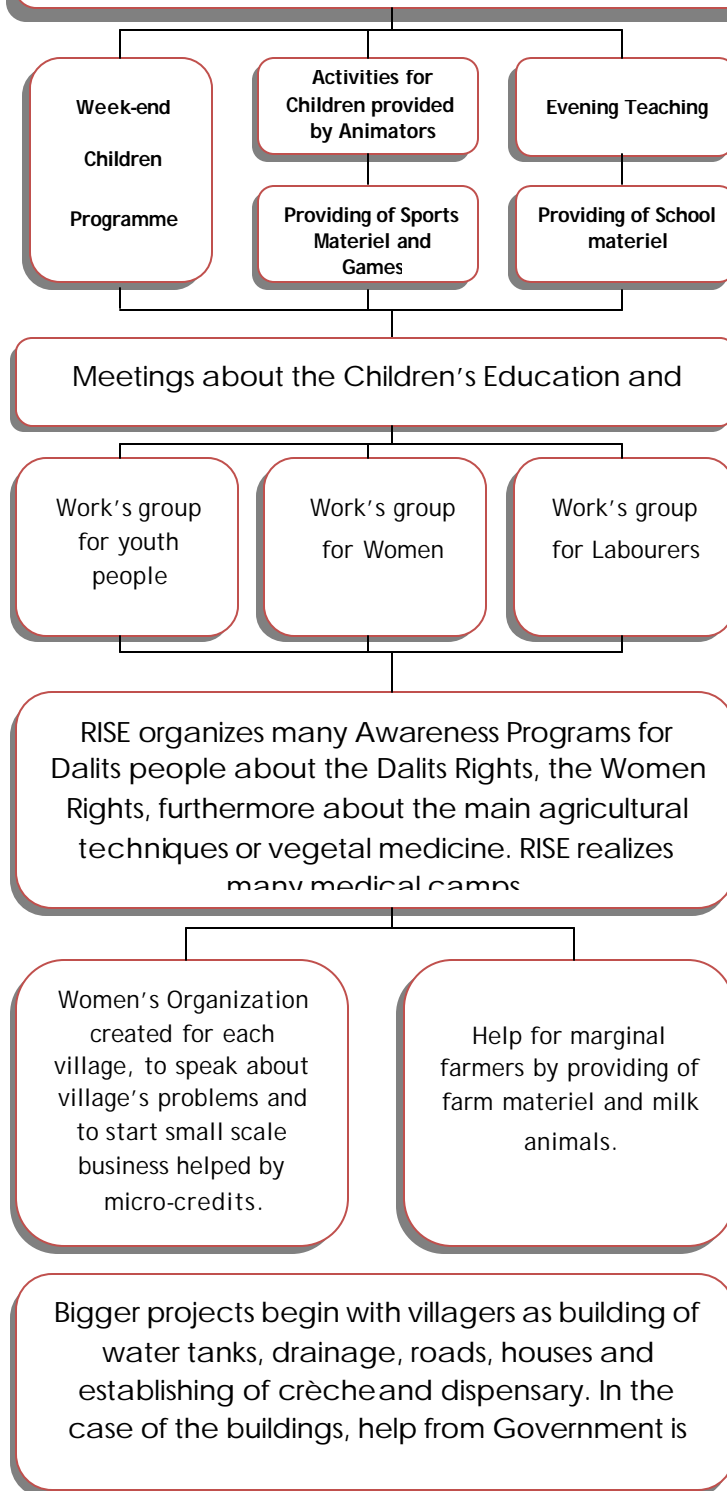 Week-end
Children
Programme
Activities for
Children provided
by Animators
Evening Teaching
Providing of Sports
Materiel and
Games
Providing of School
materiel
Meetings about the Children's Education and
Work's group
for youth
people
Work's group
for Women
Work's group
for Labourers
RISE organizes many Awareness Programs for
Dalits people about the Dalits Rights, the Women
Rights, furthermore about the main agricultural
techniques or vegetal medicine. RISE realizes
many medical camps
Women's Organization
created for each
village, to speak about
village's problems and
to start small scale
business helped by
micro-credits.
Help for marginal
farmers by providing of
farm materiel and milk
animals.
Bigger projects begin with villagers as building of
water tanks, drainage, roads, houses and
establishing of crèche and dispensary. In the
case of the buildings, help from Government is